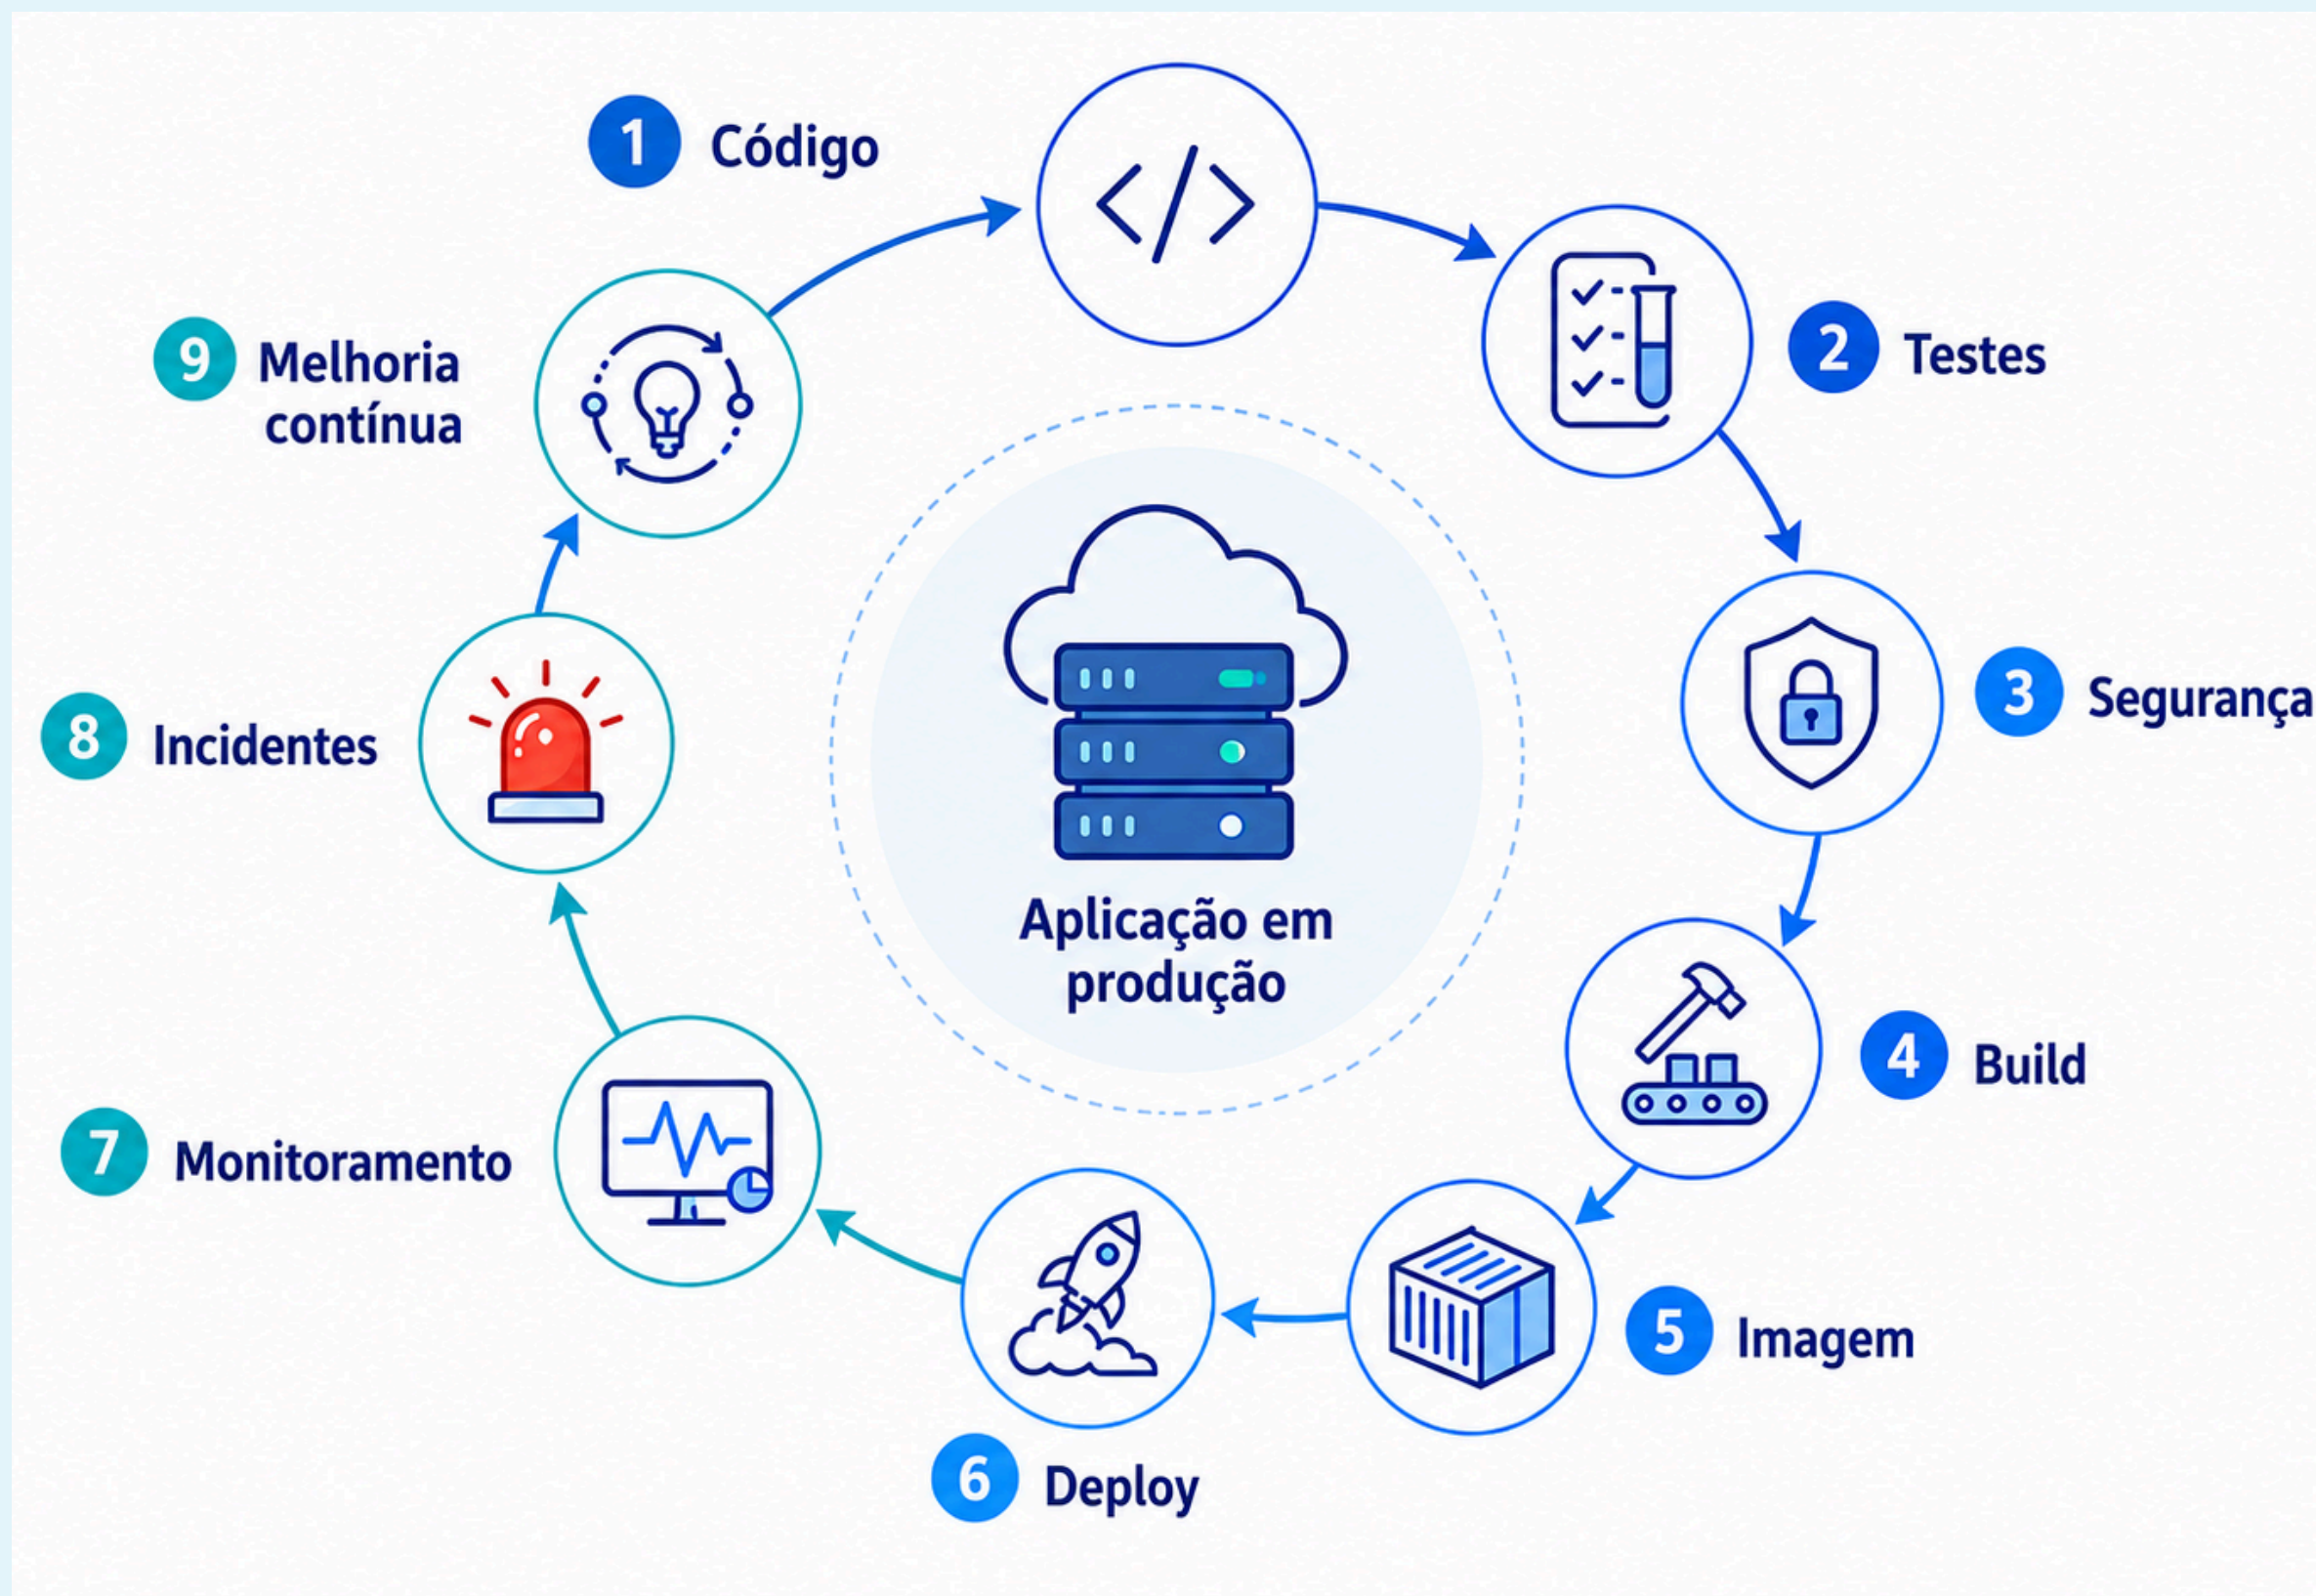 1 Código
2 Testes
3 Segurança
4 Build
5 Imagem
6 Deploy
7 Monitoramento
8 Incidentes
9 Melhoria
contínua
Aplicação em
produção